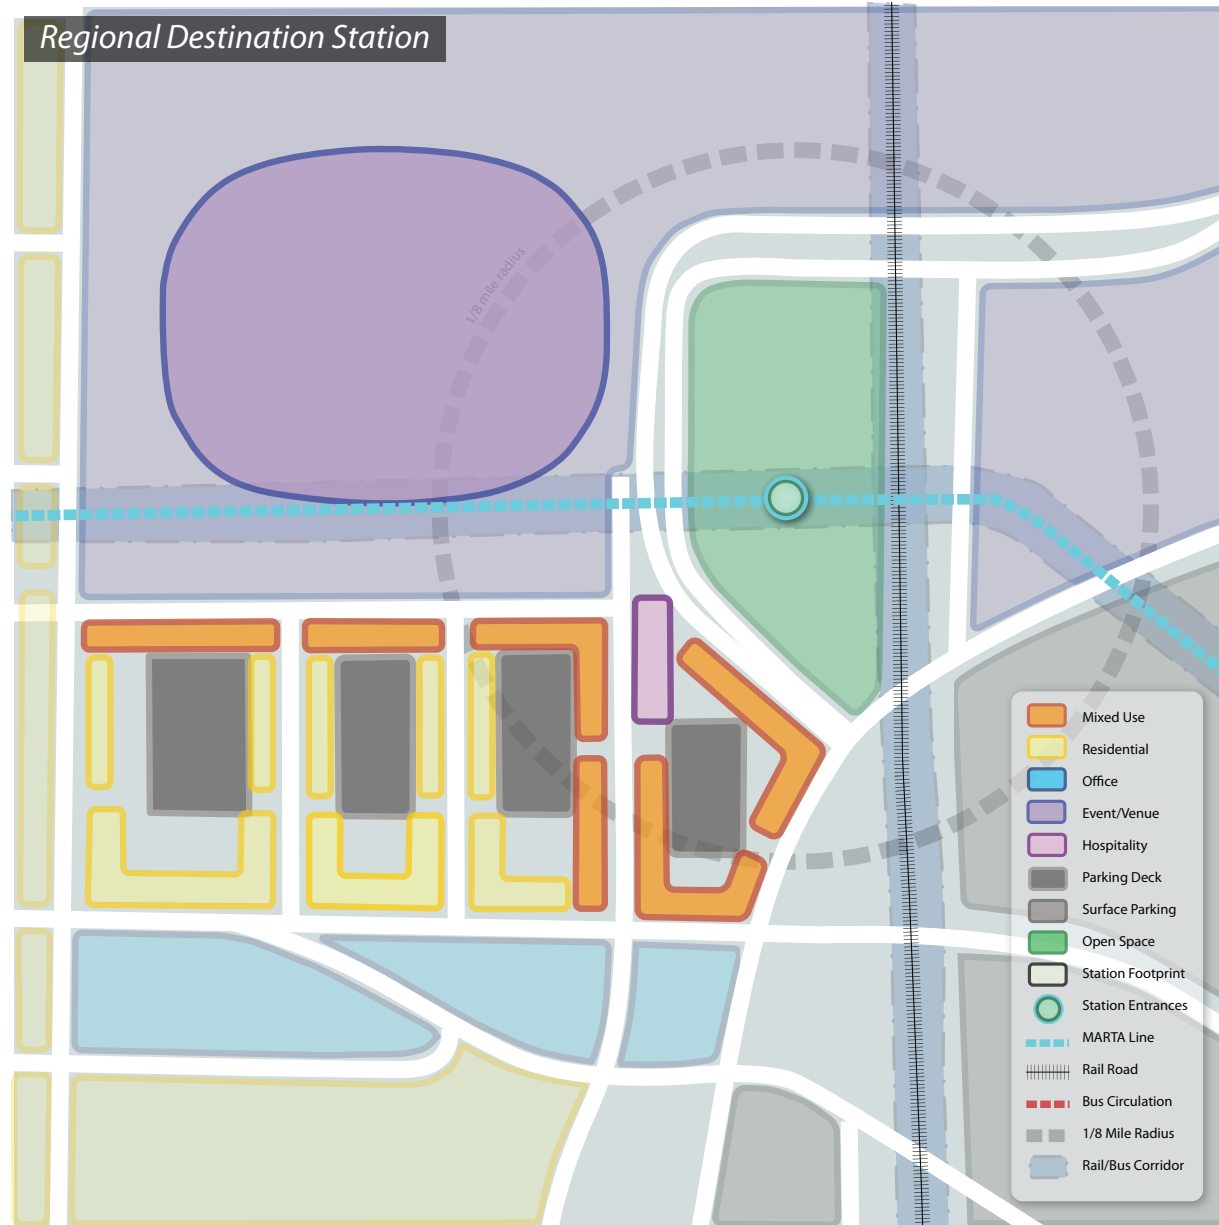 Regional Destination Station
1/8 mile radius
Mixed Use
Residential
Office
Event/Venue
Hospitality
Parking Deck
Surface Parking
Open Space
Station Footprint
Station Entrances
MARTA Line
Rail Road
Bus Circulation
1/8 Mile Radius
Rail/Bus Corridor